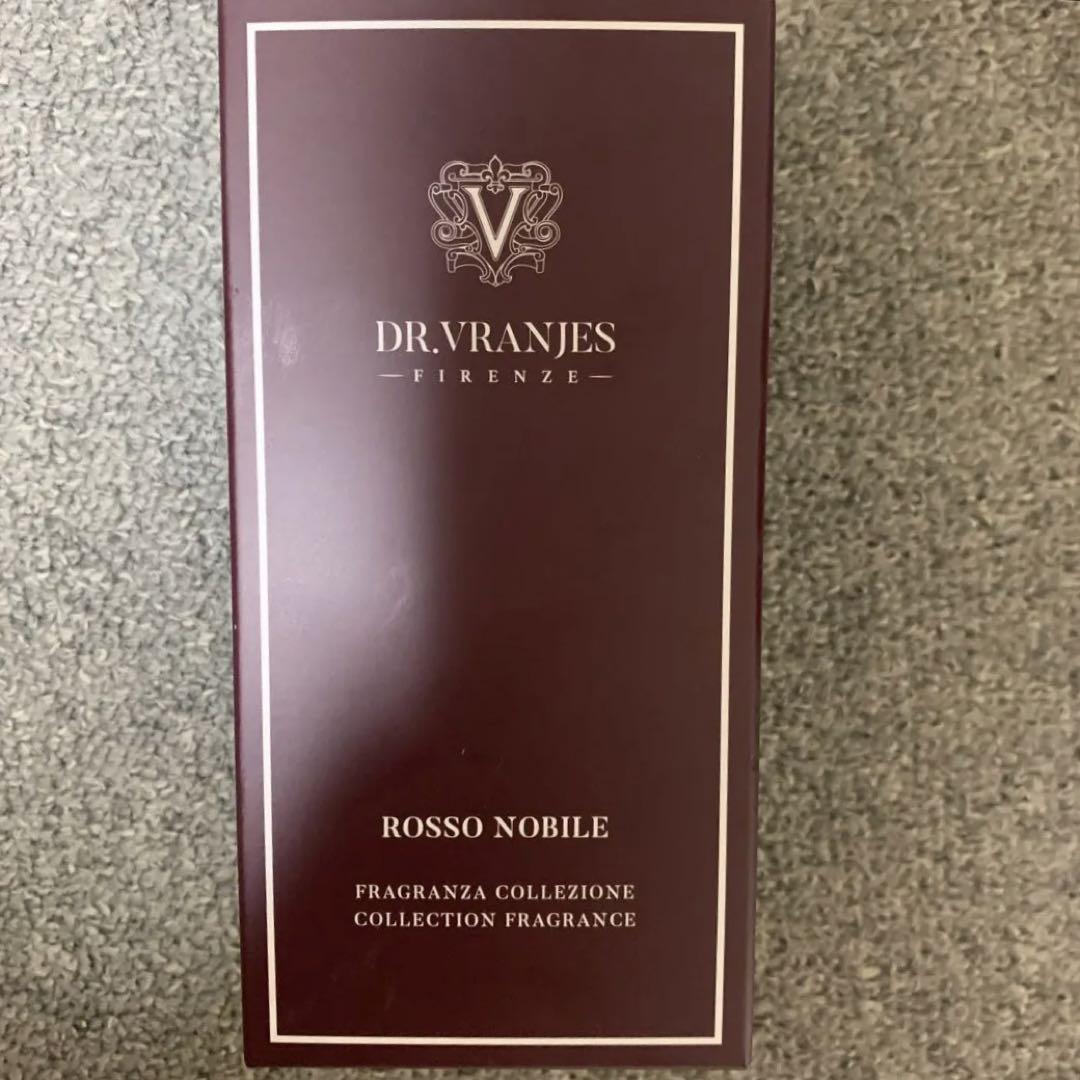 V
DR.VRANJES
FIRENZE
ROSSO NOBILE
FRAGRANZA COLLEZIONE
COLLECTION FRAGRANCE